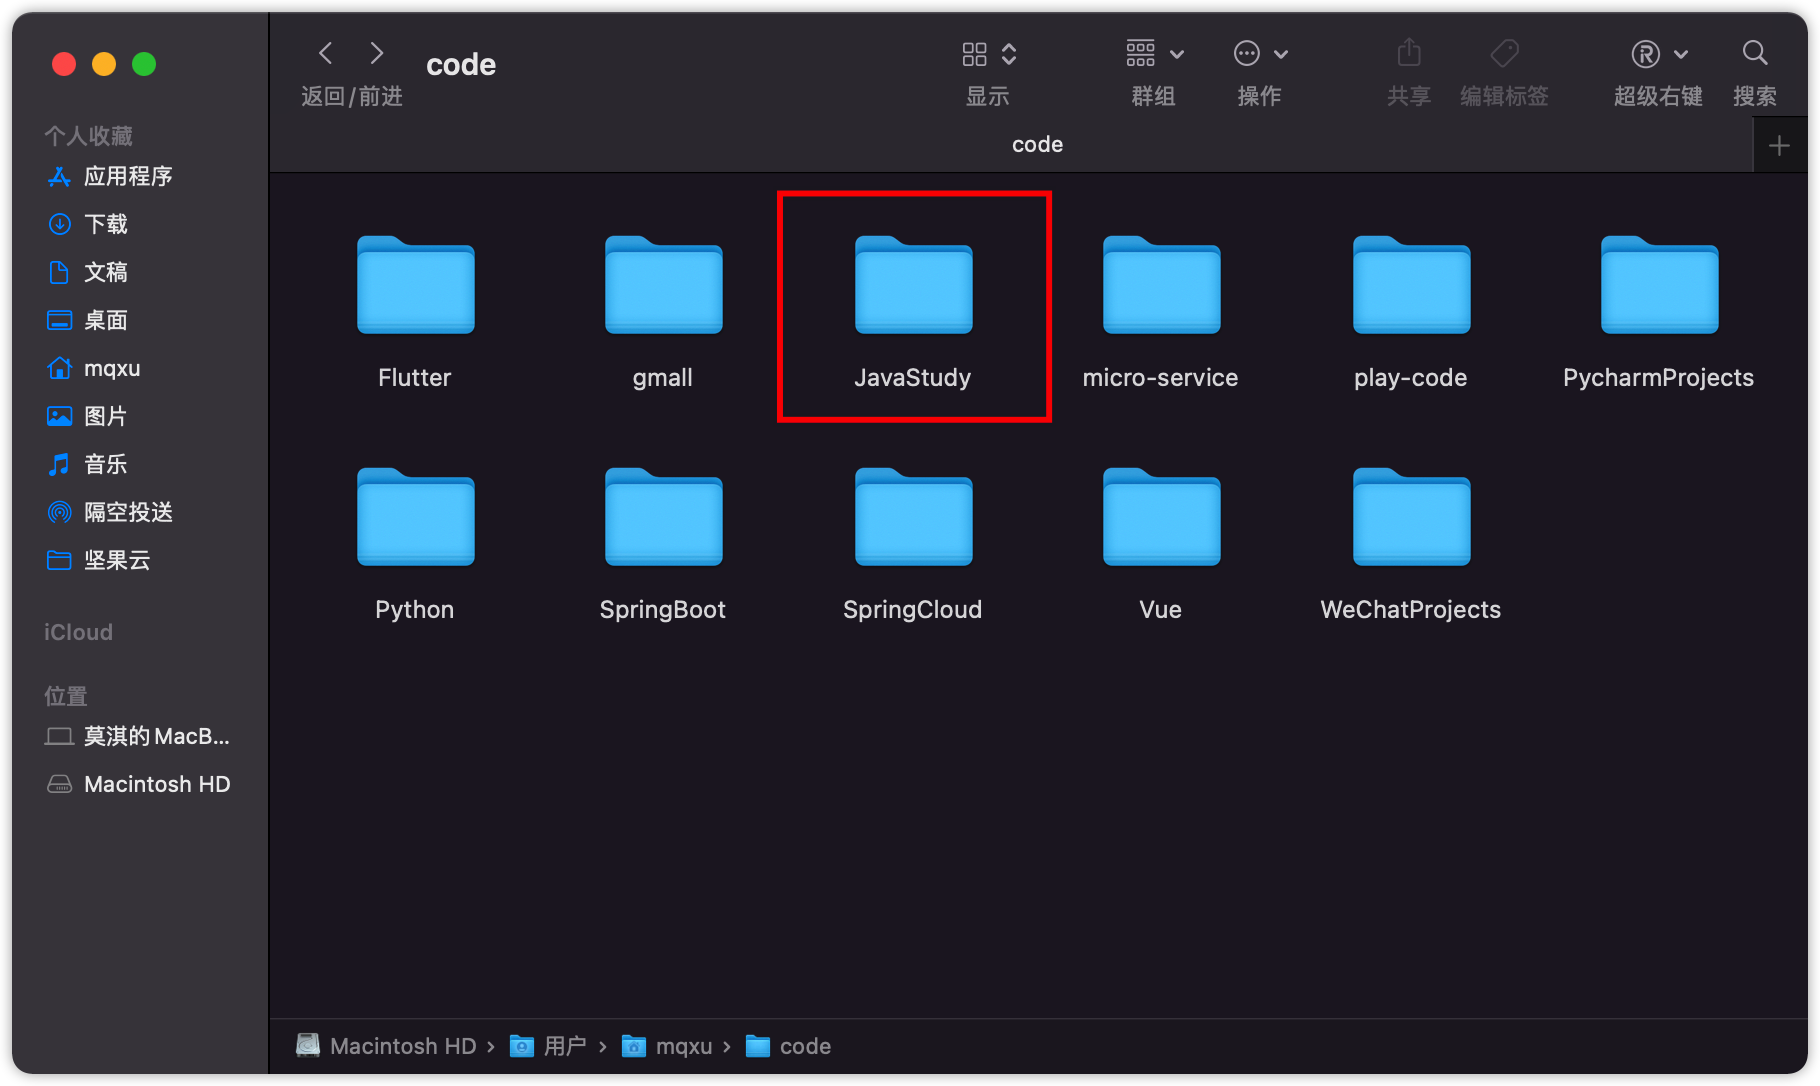 code
返回/前进
显示
群组
操作
共享
编辑标签
超级右键
搜索
code
个人收藏
应用程序
下载
文稿
桌面
mqxu
图片
音乐
隔空投送
坚果云
iCloud
位置
莫淇的MacB...
Macintosh HD
Flutter
gmall
JavaStudy
micro-service
play-code
PycharmProjects
Python
SpringBoot
SpringCloud
Vue
WeChatProjects
Macintosh HD › 用户 › mqxu › code